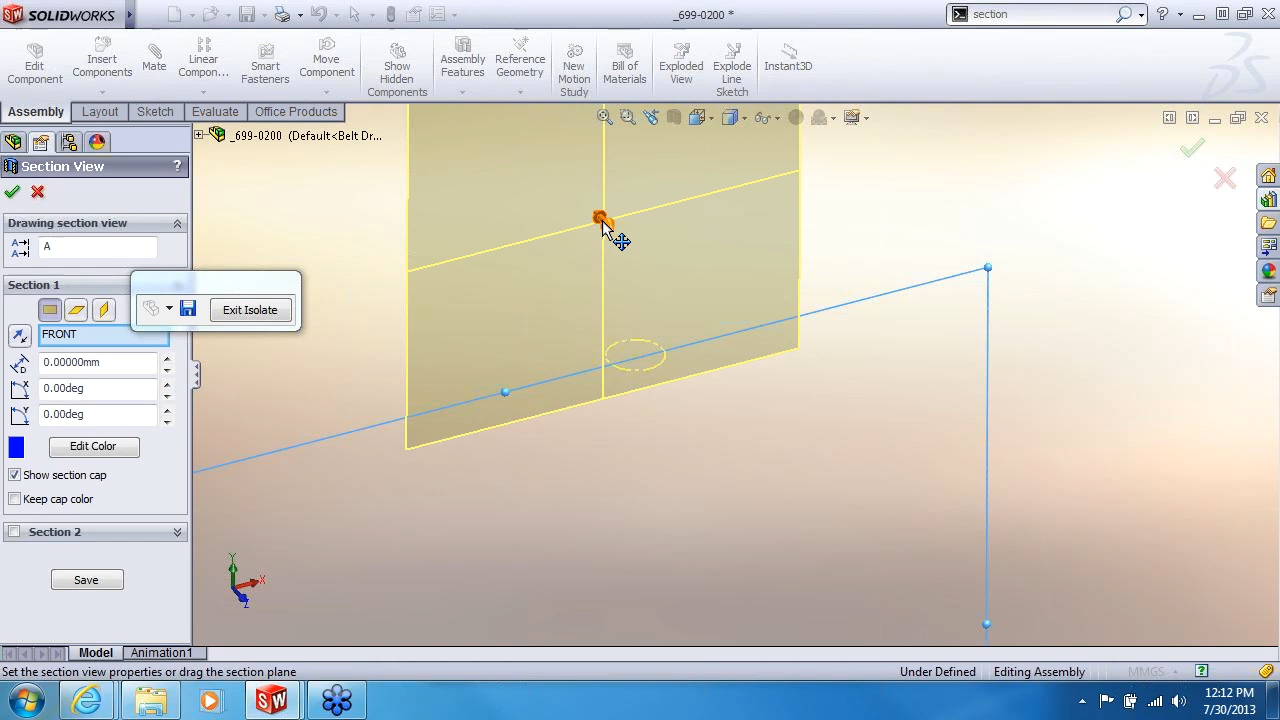 SOLIDWORKS
_699-0200 *
section
Edit Component
Insert Components
Mate
Linear Compon...
Smart Fasteners
Move Component
Show Hidden Components
Assembly Features
Reference Geometry
New Motion Study
Bill of Materials
Exploded View
Explode Line Sketch
Instant3D
Assembly
Layout
Sketch
Evaluate
Office Products
_699-0200 (Default<Belt Dr...
Section View
?
Drawing section view
A
Section 1
Exit Isolate
FRONT
0.00000mm
0.00deg
0.00deg
Edit Color
Show section cap
Keep cap color
Section 2
Save
Y
X
Z
Model
Animation1
Set the section view properties or drag the section plane
Under Defined
Editing Assembly
MMGS
12:12 PM
7/30/2013